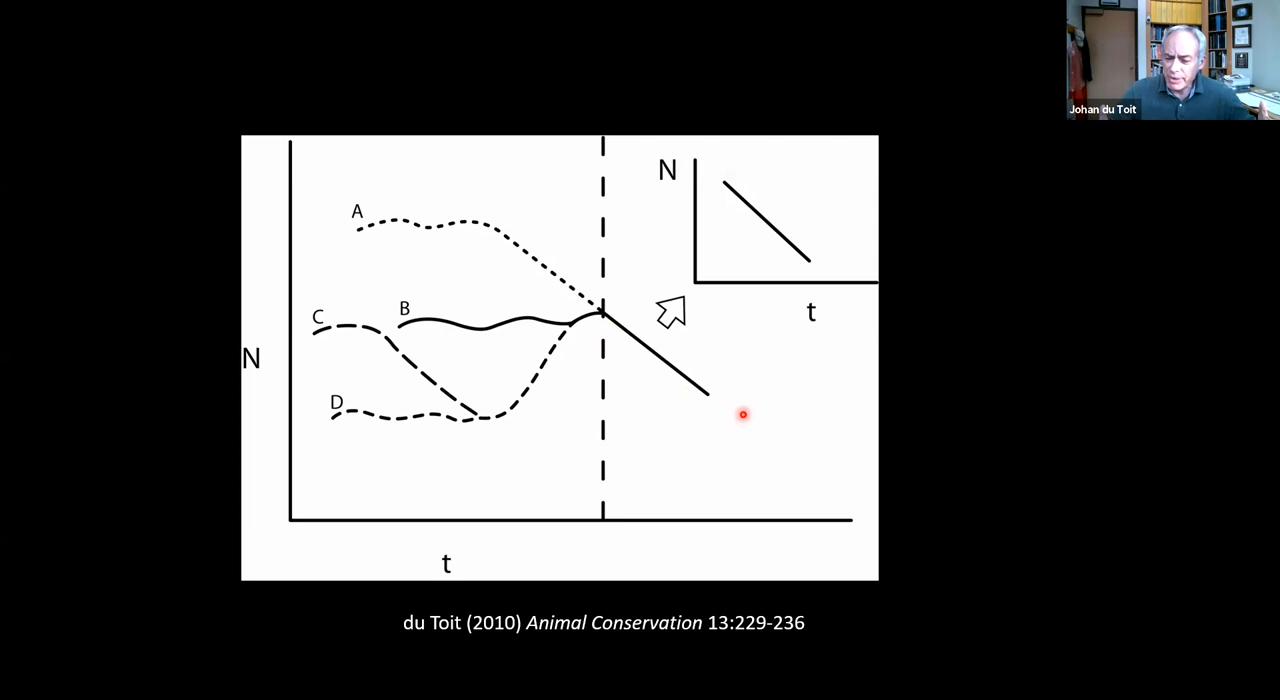 Johan du Toit
N
A
B
C
D
N
t
t
du Toit (2010) Animal Conservation 13:229-236